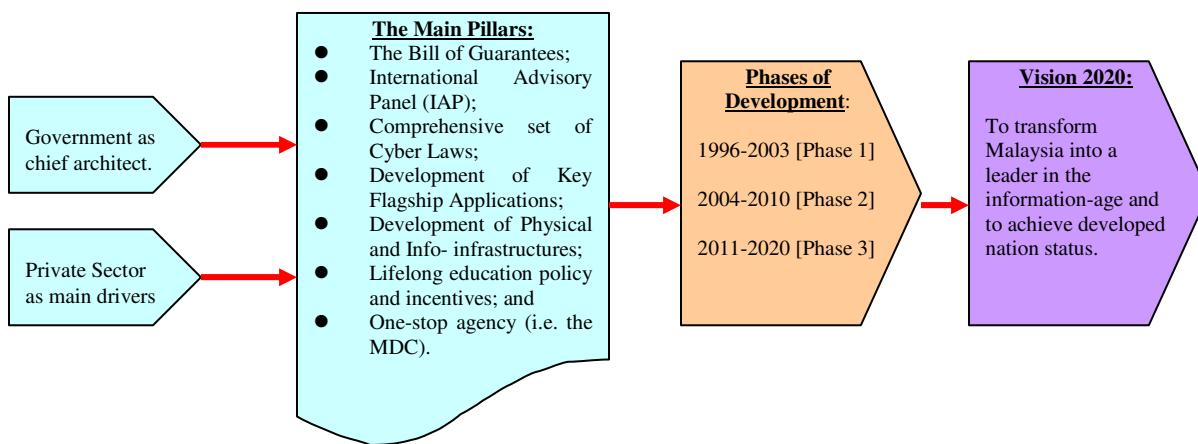 Government as
chief architect.
Private Sector
as main drivers
The Main Pillars:
● The Bill of Guarantees;
● International Advisory
Panel (IAP);
● Comprehensive set of
Cyber Laws;
● Development of Key
Flagship Applications;
● Development of Physical
and Info- infrastructures;
● Lifelong education policy
and incentives; and
● One-stop agency (i.e. the
MDC).
Phases of
Development:
1996-2003 [Phase 1]
2004-2010 [Phase 2]
2011-2020 [Phase 3]
Vision 2020:
To transform
Malaysia into a
leader in the
information-age and
to achieve developed
nation status.